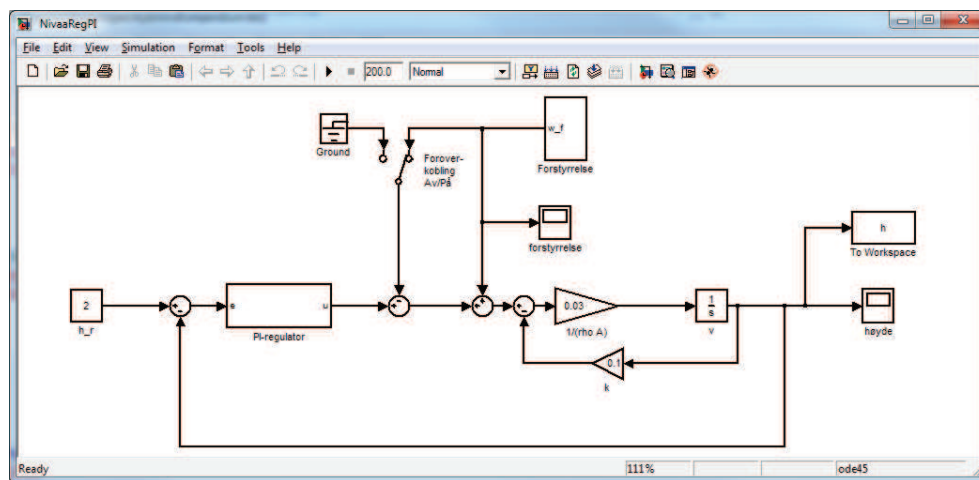 NivaaRegPI
File Edit View Simulation Format Tools Help
200.0 Normal
w_f
Ground
Forover-
kobling
Av/På
Forstyrrelse
forstyrrelse
h
To Workspace
2
h_r
e u
PI-regulator
0.03
1/(rho A)
1
s
v
høyde
0.1
k
Ready 111% ode45